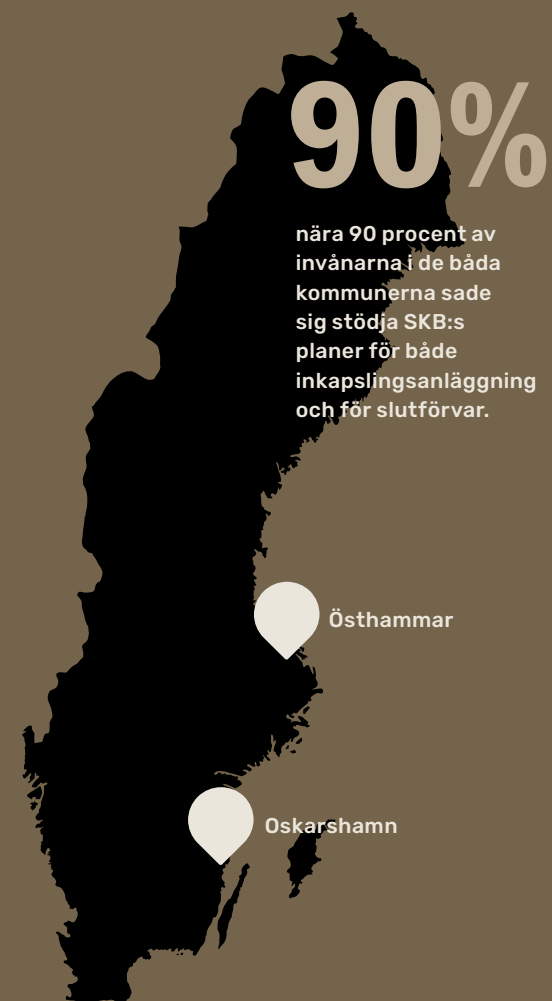 90%
nära 90 procent av
invånarna i de båda
kommunerna sade
sig stödja SKB:s
planer för både
inkapslingsanläggning
och för slutförvar.
Östhammar
Oskarshamn